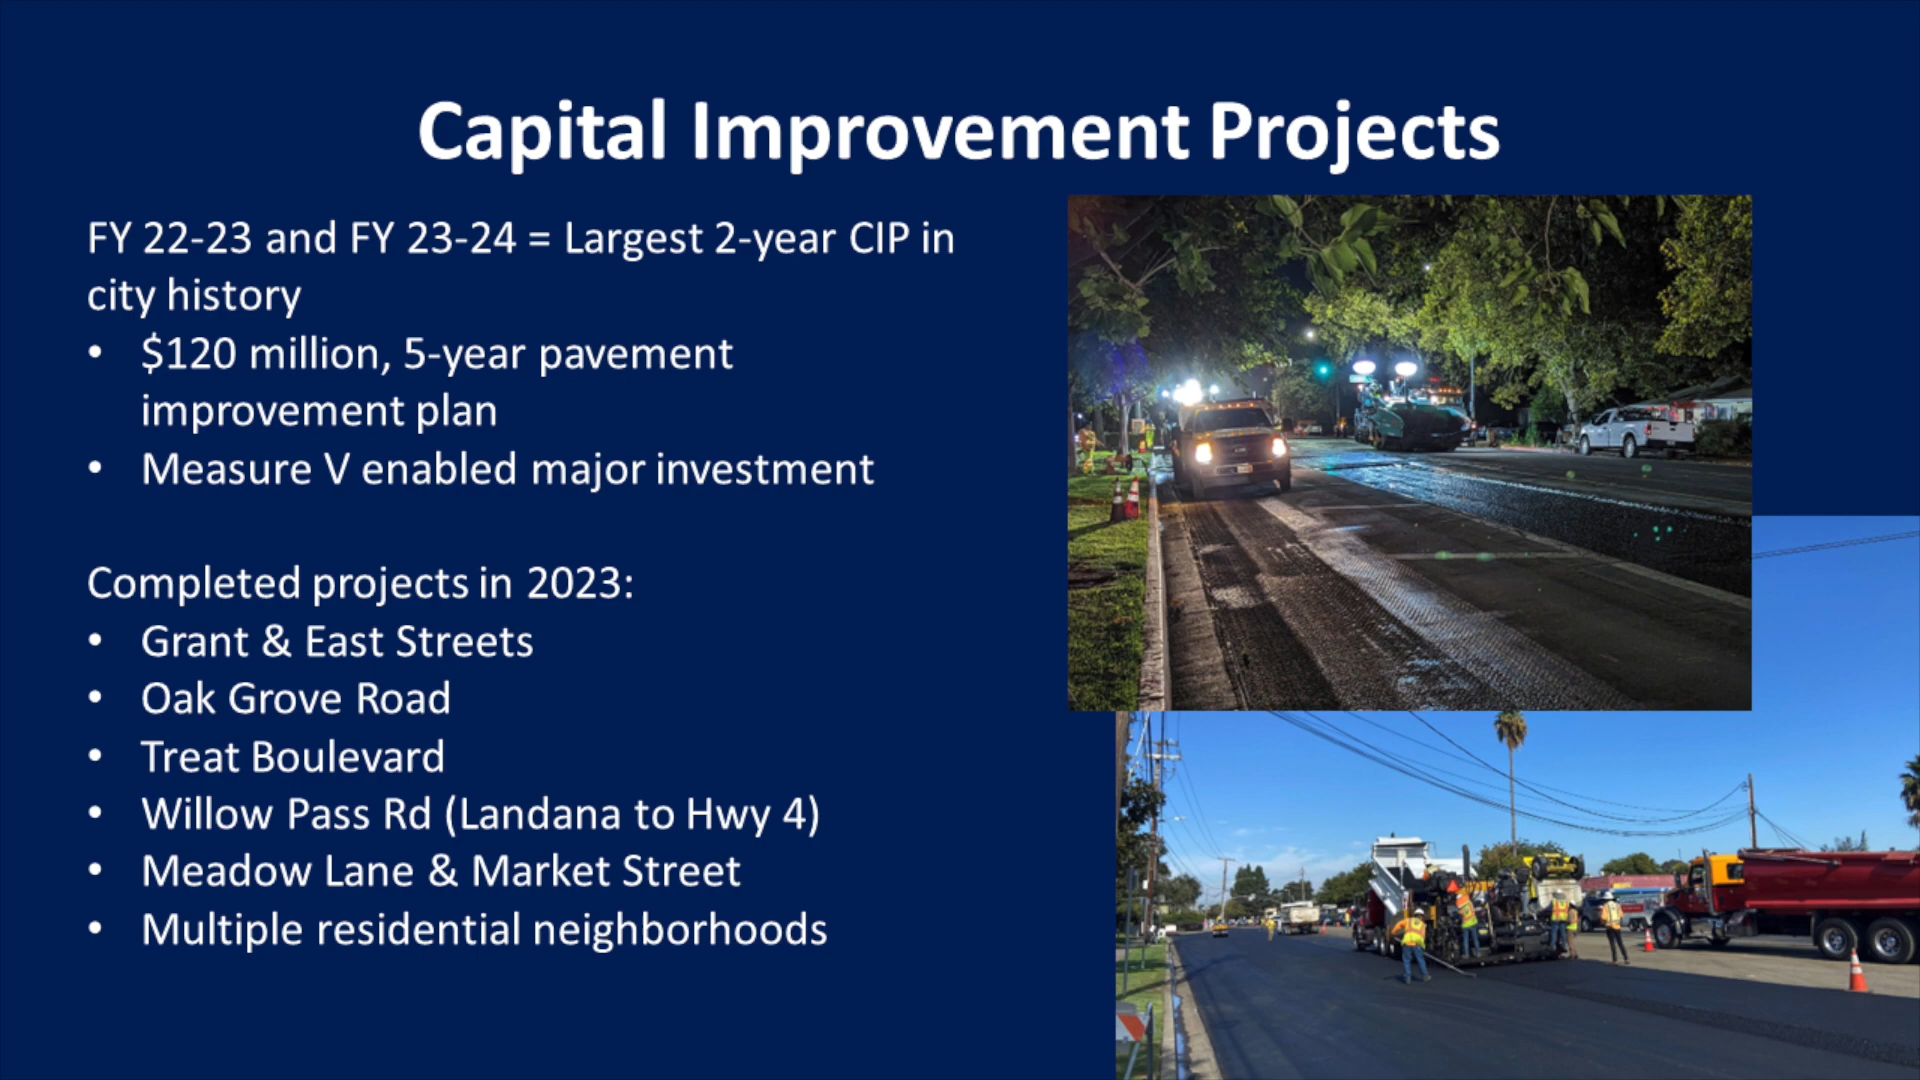 Capital Improvement Projects
FY 22-23 and FY 23-24 = Largest 2-year CIP in
city history
• $120 million, 5-year pavement
improvement plan
• Measure V enabled major investment
Completed projects in 2023:
• Grant & East Streets
• Oak Grove Road
• Treat Boulevard
• Willow Pass Rd (Landana to Hwy 4)
• Meadow Lane & Market Street
• Multiple residential neighborhoods